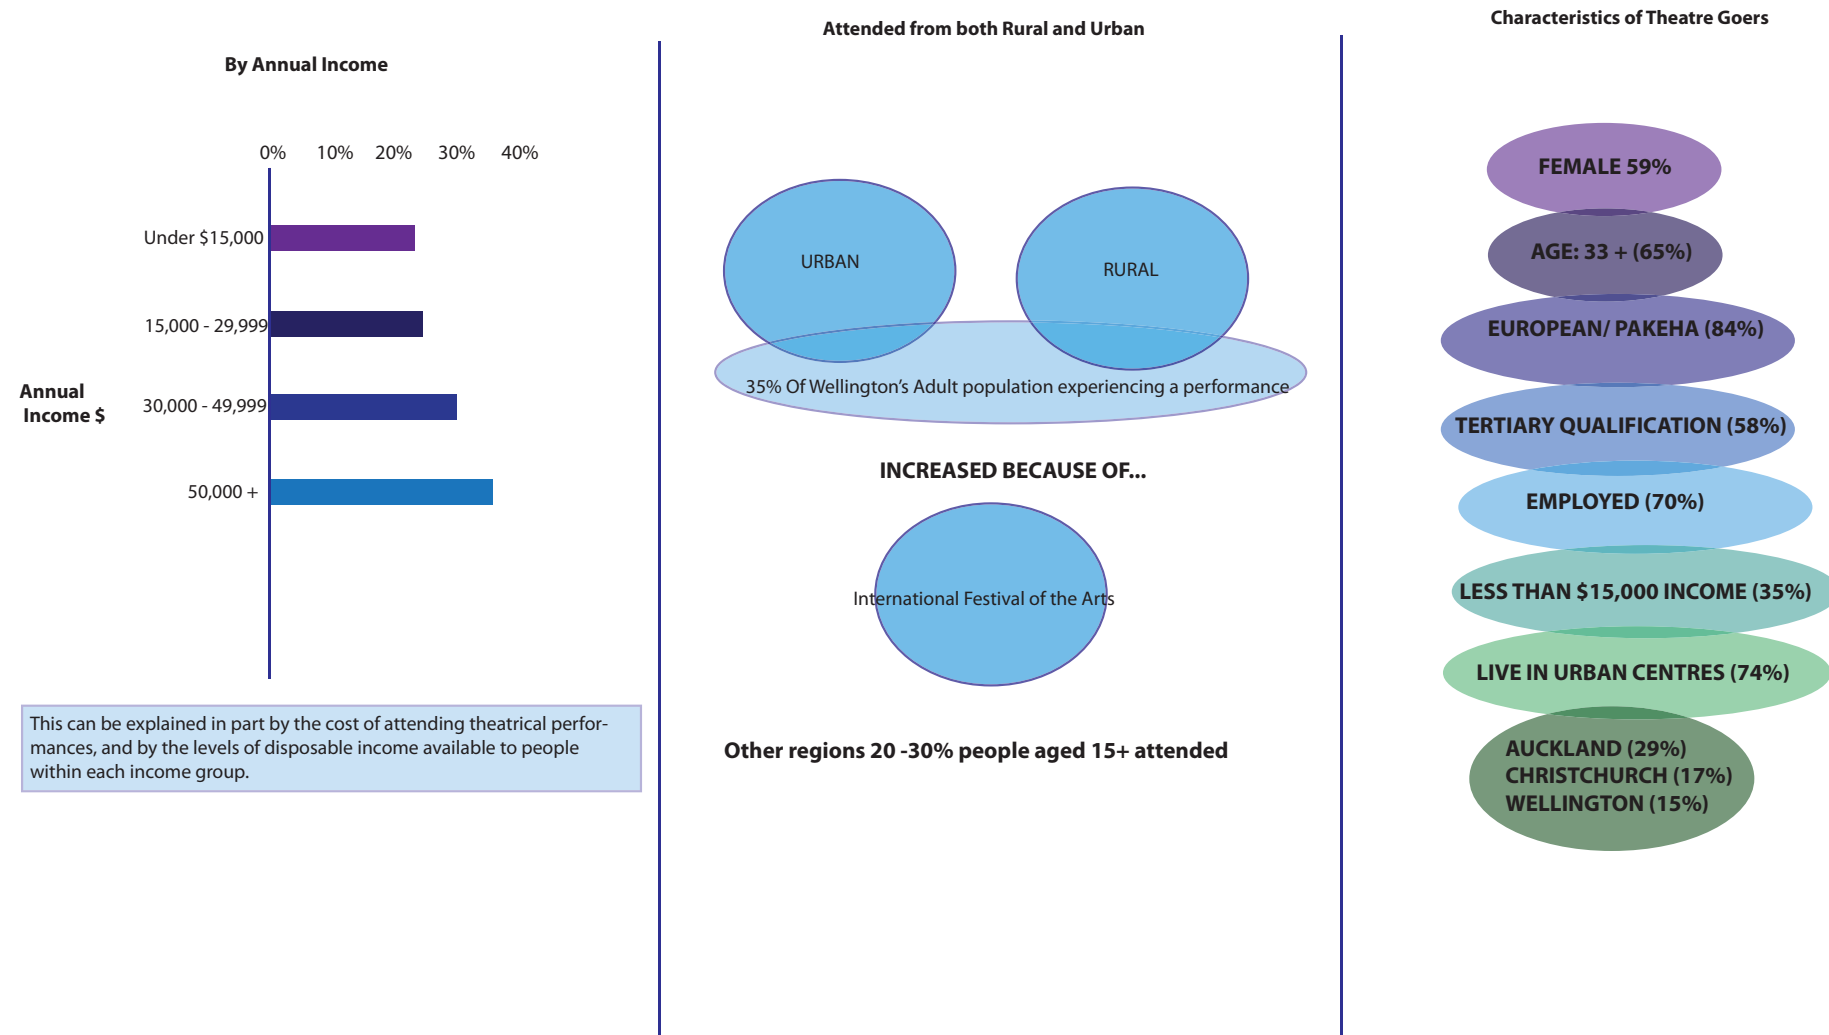 By Annual Income
0% 10% 20% 30% 40%
Under $15,000
15,000 - 29,999
Annual
Income $
30,000 - 49,999
50,000 +
This can be explained in part by the cost of attending theatrical perfor-
mances, and by the levels of disposable income available to people
within each income group.
Attended from both Rural and Urban
URBAN
RURAL
35% Of Wellington’s Adult population experiencing a performance
INCREASED BECAUSE OF...
International Festival of the Arts
Other regions 20 -30% people aged 15+ attended
Characteristics of Theatre Goers
FEMALE 59%
AGE: 33 + (65%)
EUROPEAN/ PAKEHA (84%)
TERTIARY QUALIFICATION (58%)
EMPLOYED (70%)
LESS THAN $15,000 INCOME (35%)
LIVE IN URBAN CENTRES (74%)
AUCKLAND (29%)
CHRISTCHURCH (17%)
WELLINGTON (15%)